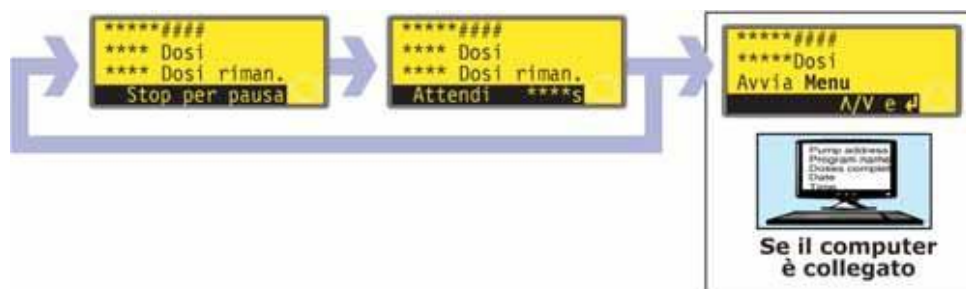 *****####
**** Dosi
**** Dosi riman.
Stop per pausa
*****####
**** Dosi
**** Dosi riman.
Attendi ****s
*****####
*****Dosi
Avvia Menu
Λ/V e ↵
Pump address
Program name
Doses complet
Date
Time
Se il computer
è collegato